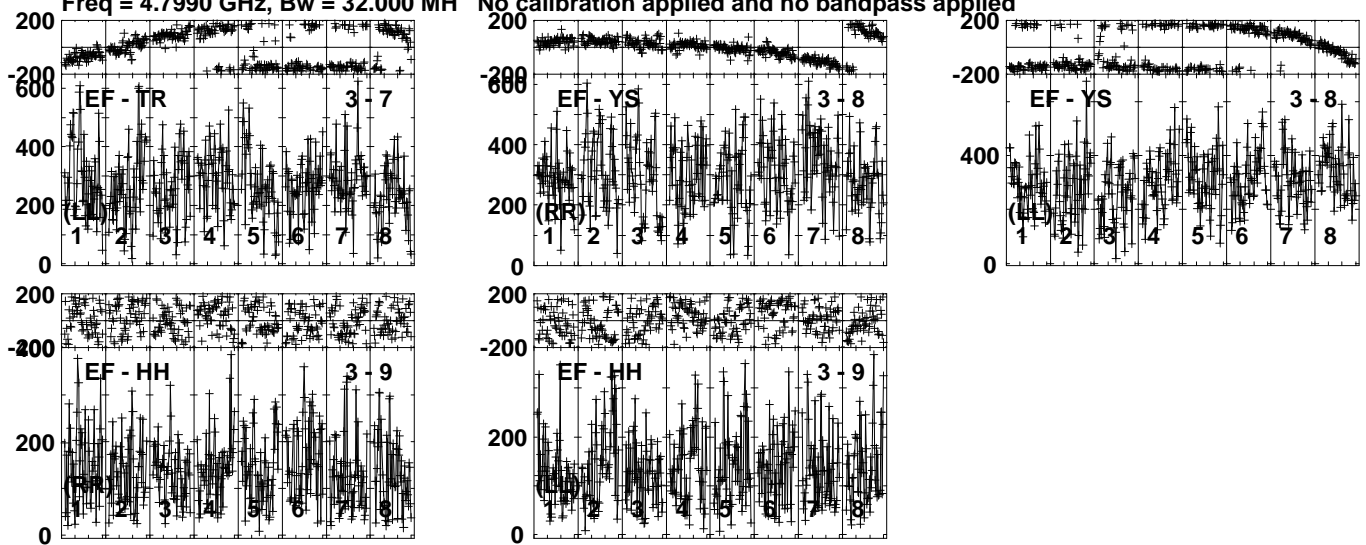 Freq = 4.7990 GHz, Bw = 32.000 MH No calibration applied and no bandpass applied
200
-200
600
400
200
0
EF - TR 3 - 7
(LL)
1 2 3 4 5 6 7 8
200
-200
600
400
200
0
EF - YS 3 - 8
(RR)
1 2 3 4 5 6 7 8
200
-200
400
0
EF - YS 3 - 8
(LL)
1 2 3 4 5 6 7 8
200
-200
400
200
0
EF - HH 3 - 9
(RR)
1 2 3 4 5 6 7 8
200
-200
200
0
EF - HH 3 - 9
(LL)
1 2 3 4 5 6 7 8